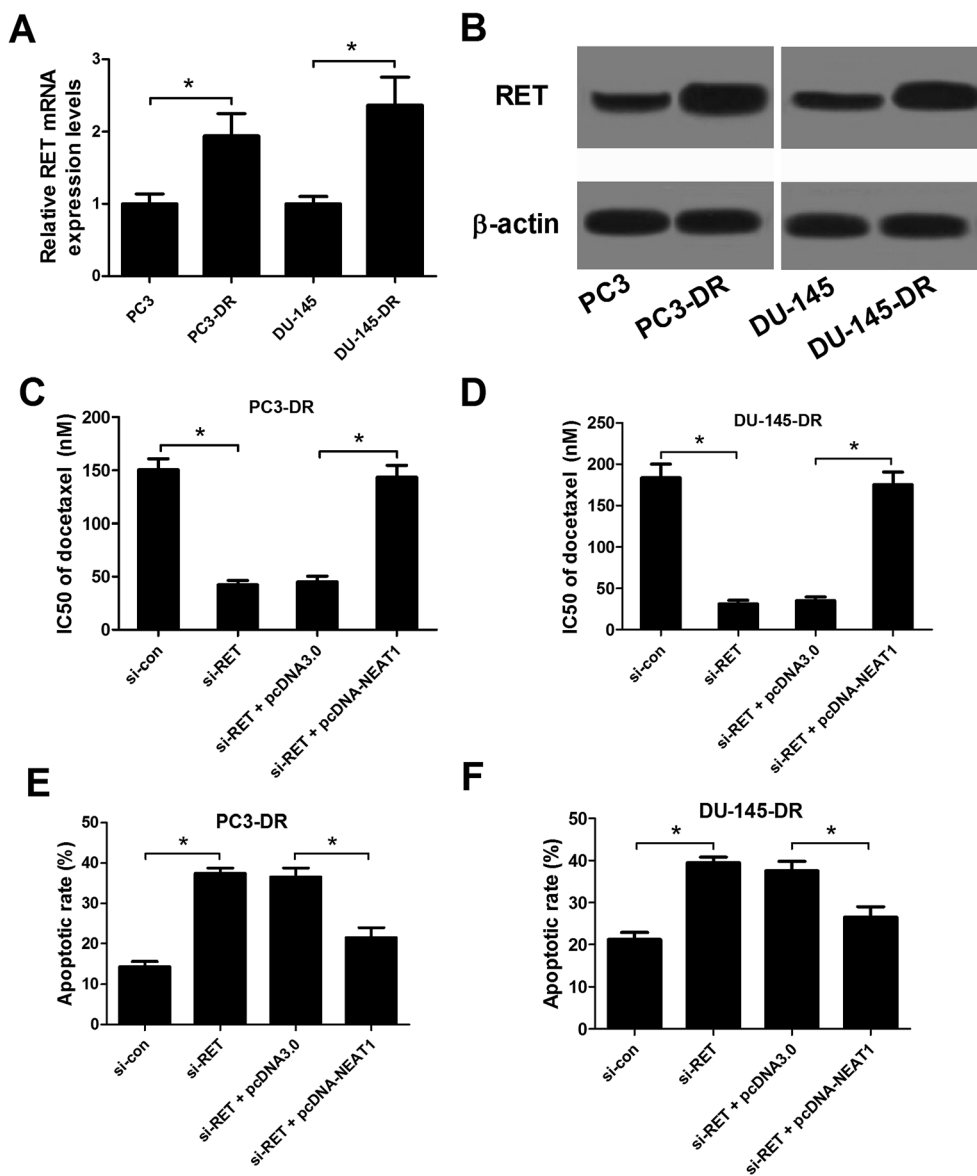 A
Relative RET mRNA
expression levels
3
2
1
0
*
*
PC3
PC3-DR
DU-145
DU-145-DR
B
RET
β-actin
PC3
PC3-DR
DU-145
DU-145-DR
C
PC3-DR
IC50 of docetaxel (nM)
200
150
100
50
0
*
*
si-con
si-RET
si-RET + pcDNA3.0
si-RET + pcDNA-NEAT1
D
DU-145-DR
IC50 of docetaxel (nM)
250
200
150
100
50
0
*
*
si-con
si-RET
si-RET + pcDNA3.0
si-RET + pcDNA-NEAT1
E
PC3-DR
Apoptotic rate (%)
50
40
30
20
10
0
*
*
si-con
si-RET
si-RET + pcDNA3.0
si-RET + pcDNA-NEAT1
F
DU-145-DR
Apoptotic rate (%)
50
40
30
20
10
0
*
*
si-con
si-RET
si-RET + pcDNA3.0
si-RET + pcDNA-NEAT1